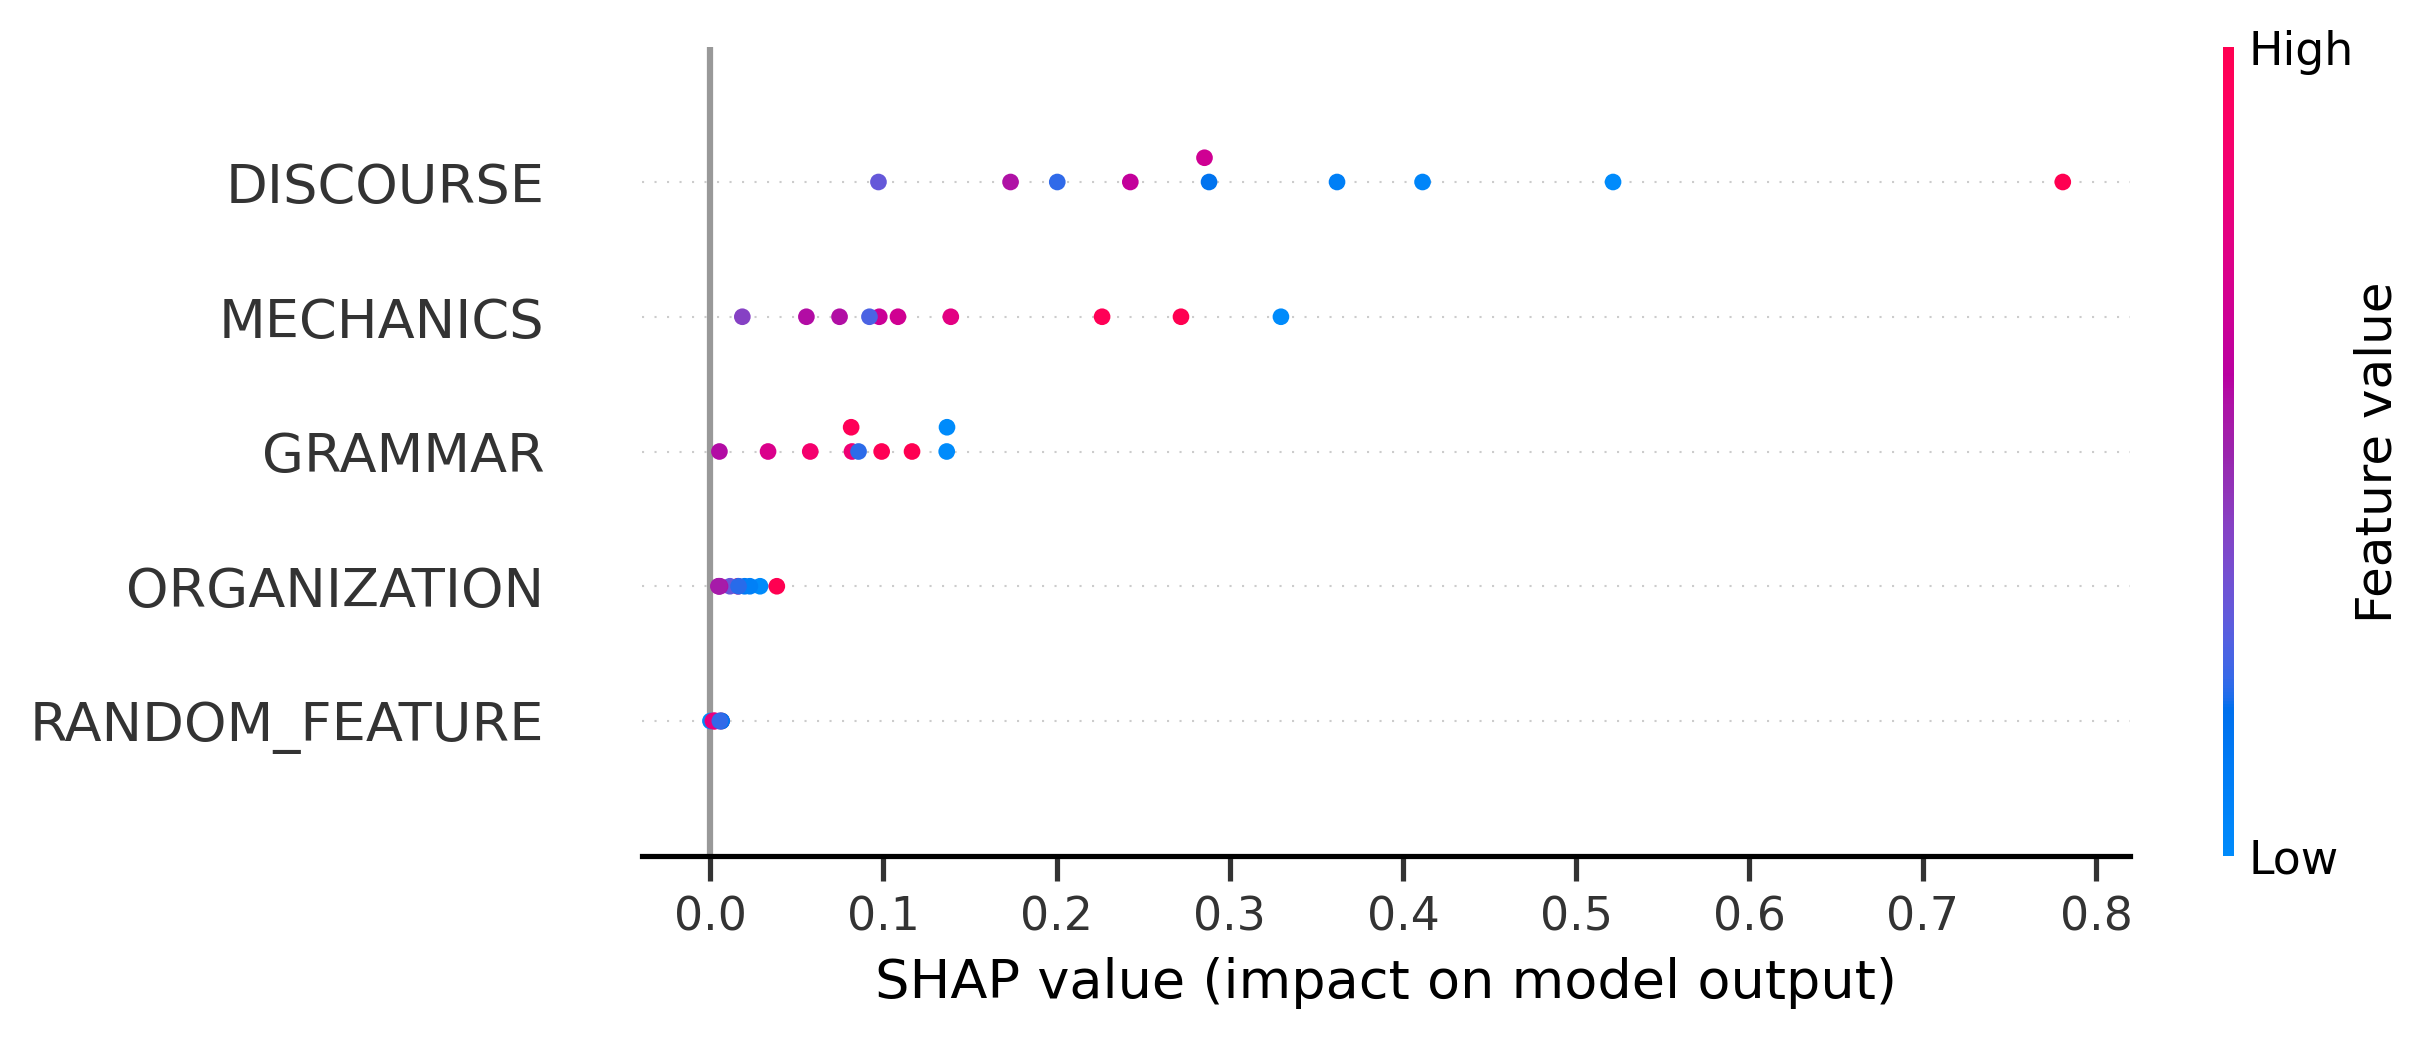 High
DISCOURSE
MECHANICS
GRAMMAR
ORGANIZATION
RANDOM_FEATURE
Feature value
Low
0.0 0.1 0.2 0.3 0.4 0.5 0.6 0.7 0.8
SHAP value (impact on model output)